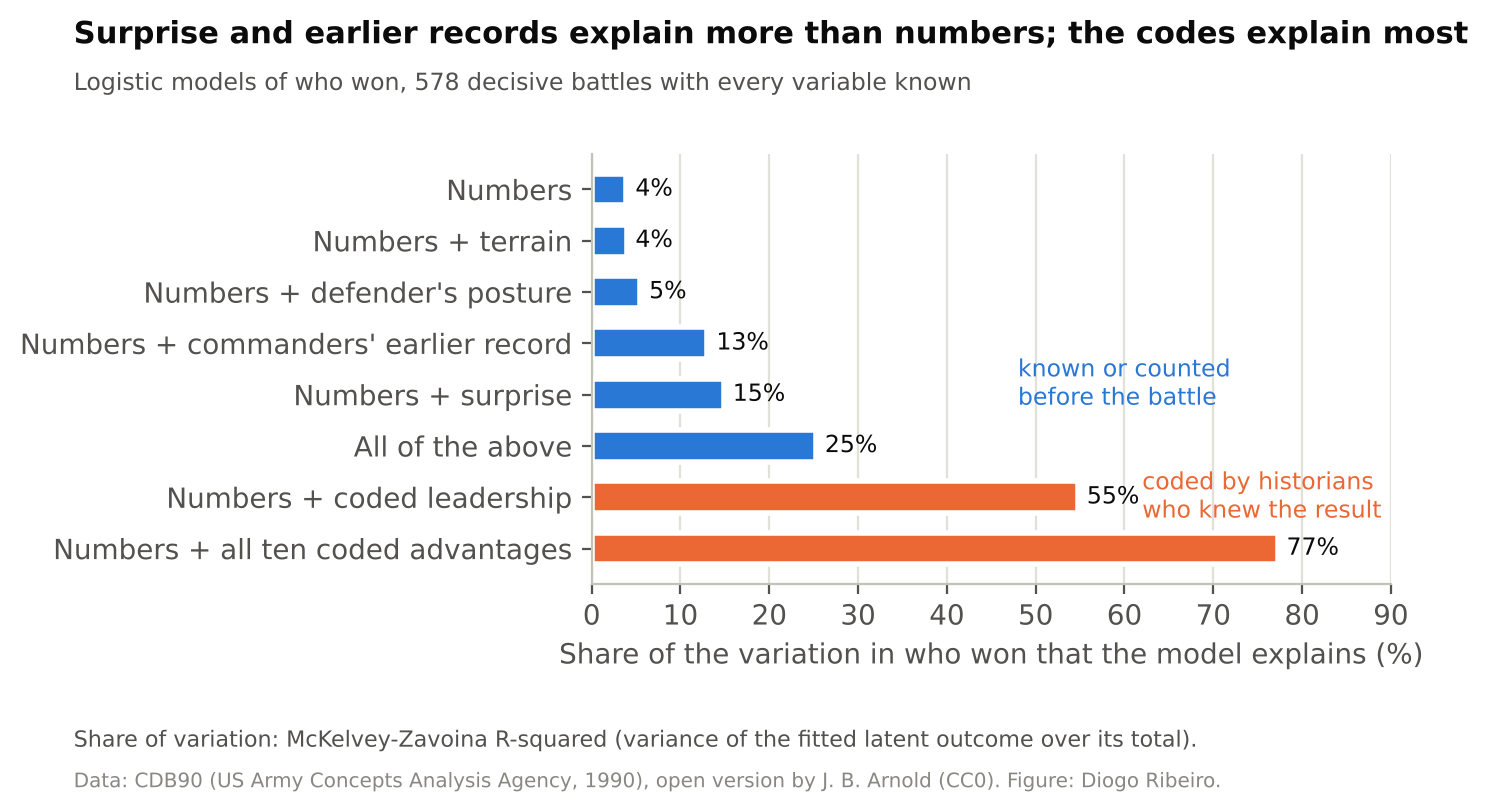 Surprise and earlier records explain more than numbers; the codes explain most
Logistic models of who won, 578 decisive battles with every variable known
Numbers 4%
Numbers + terrain 4%
Numbers + defender's posture 5%
Numbers + commanders' earlier record 13%
known or counted
before the battle
Numbers + surprise 15%
All of the above 25%
coded by historians
who knew the result
Numbers + coded leadership 55%
Numbers + all ten coded advantages 77%
0 10 20 30 40 50 60 70 80 90
Share of the variation in who won that the model explains (%)
Share of variation: McKelvey-Zavoina R-squared (variance of the fitted latent outcome over its total).
Data: CDB90 (US Army Concepts Analysis Agency, 1990), open version by J. B. Arnold (CC0). Figure: Diogo Ribeiro.